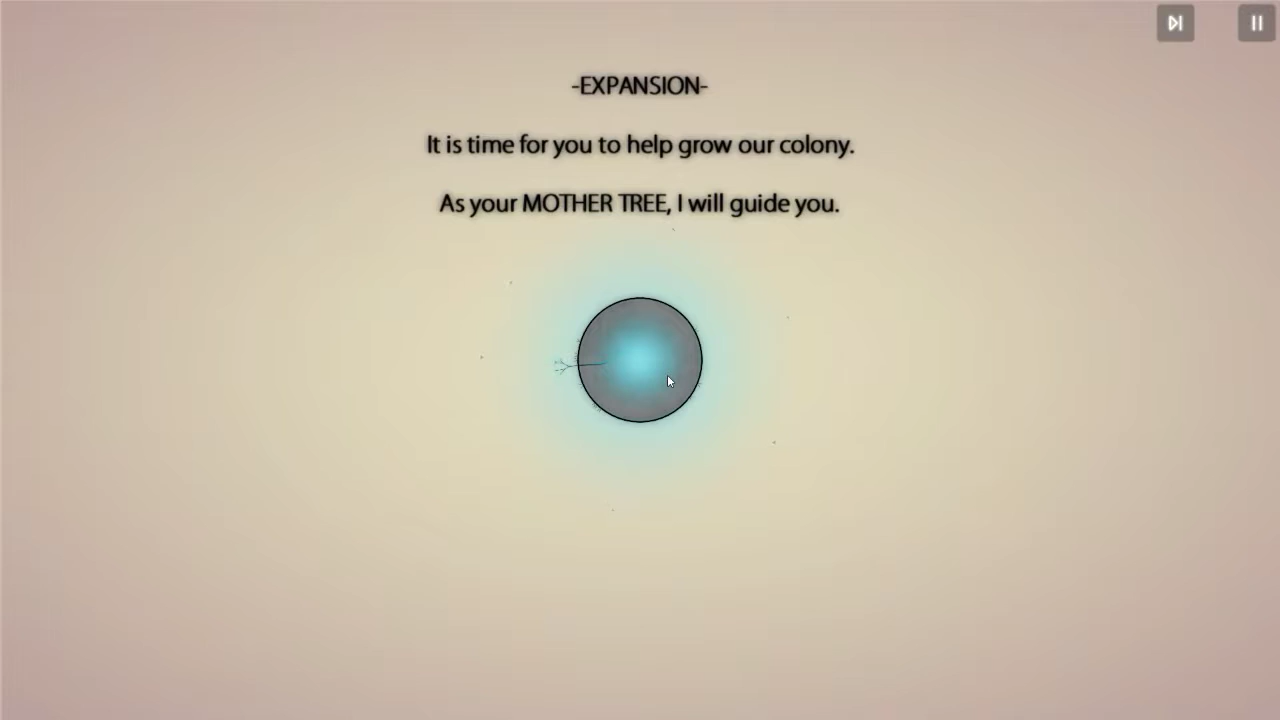 -EXPANSION-
It is time for you to help grow our colony.
As your MOTHER TREE, I will guide you.